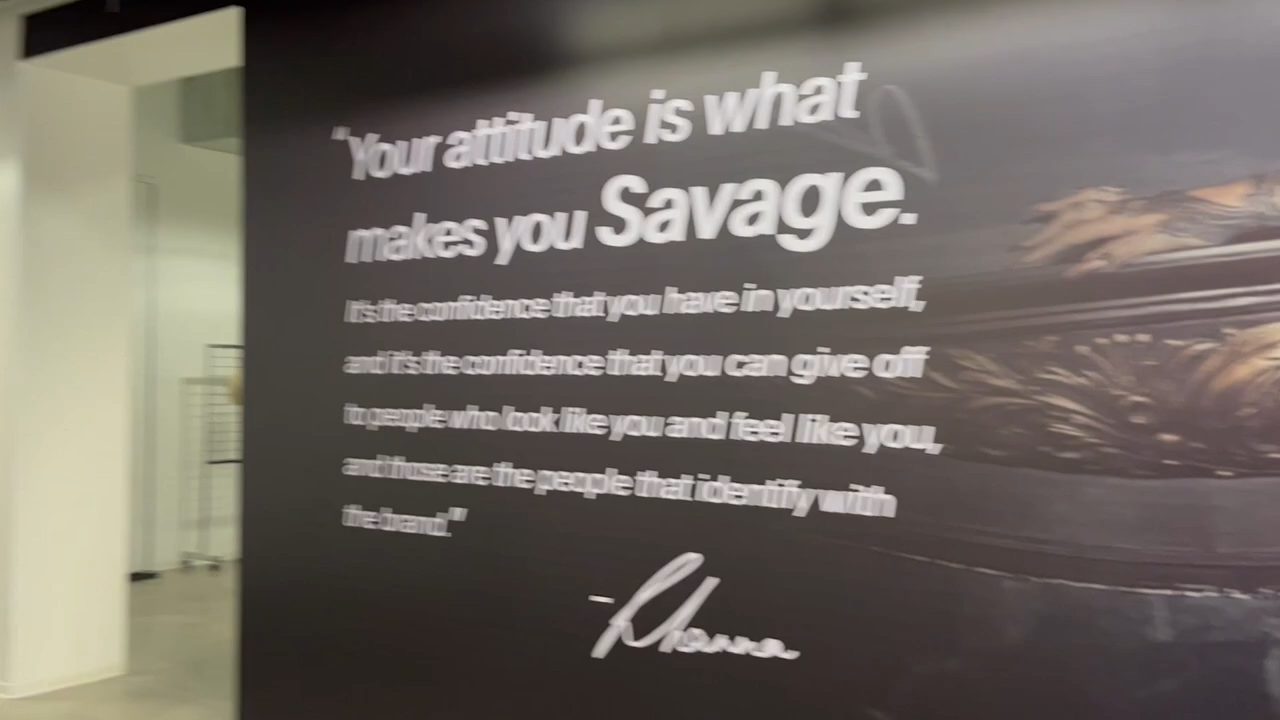 "Your attitude is what
makes you Savage.
It's the confidence that you have in yourself,
and it's the confidence that you can give off
to people who look like you and feel like you,
and those are the people that identify with
the brand."
- Rihanna